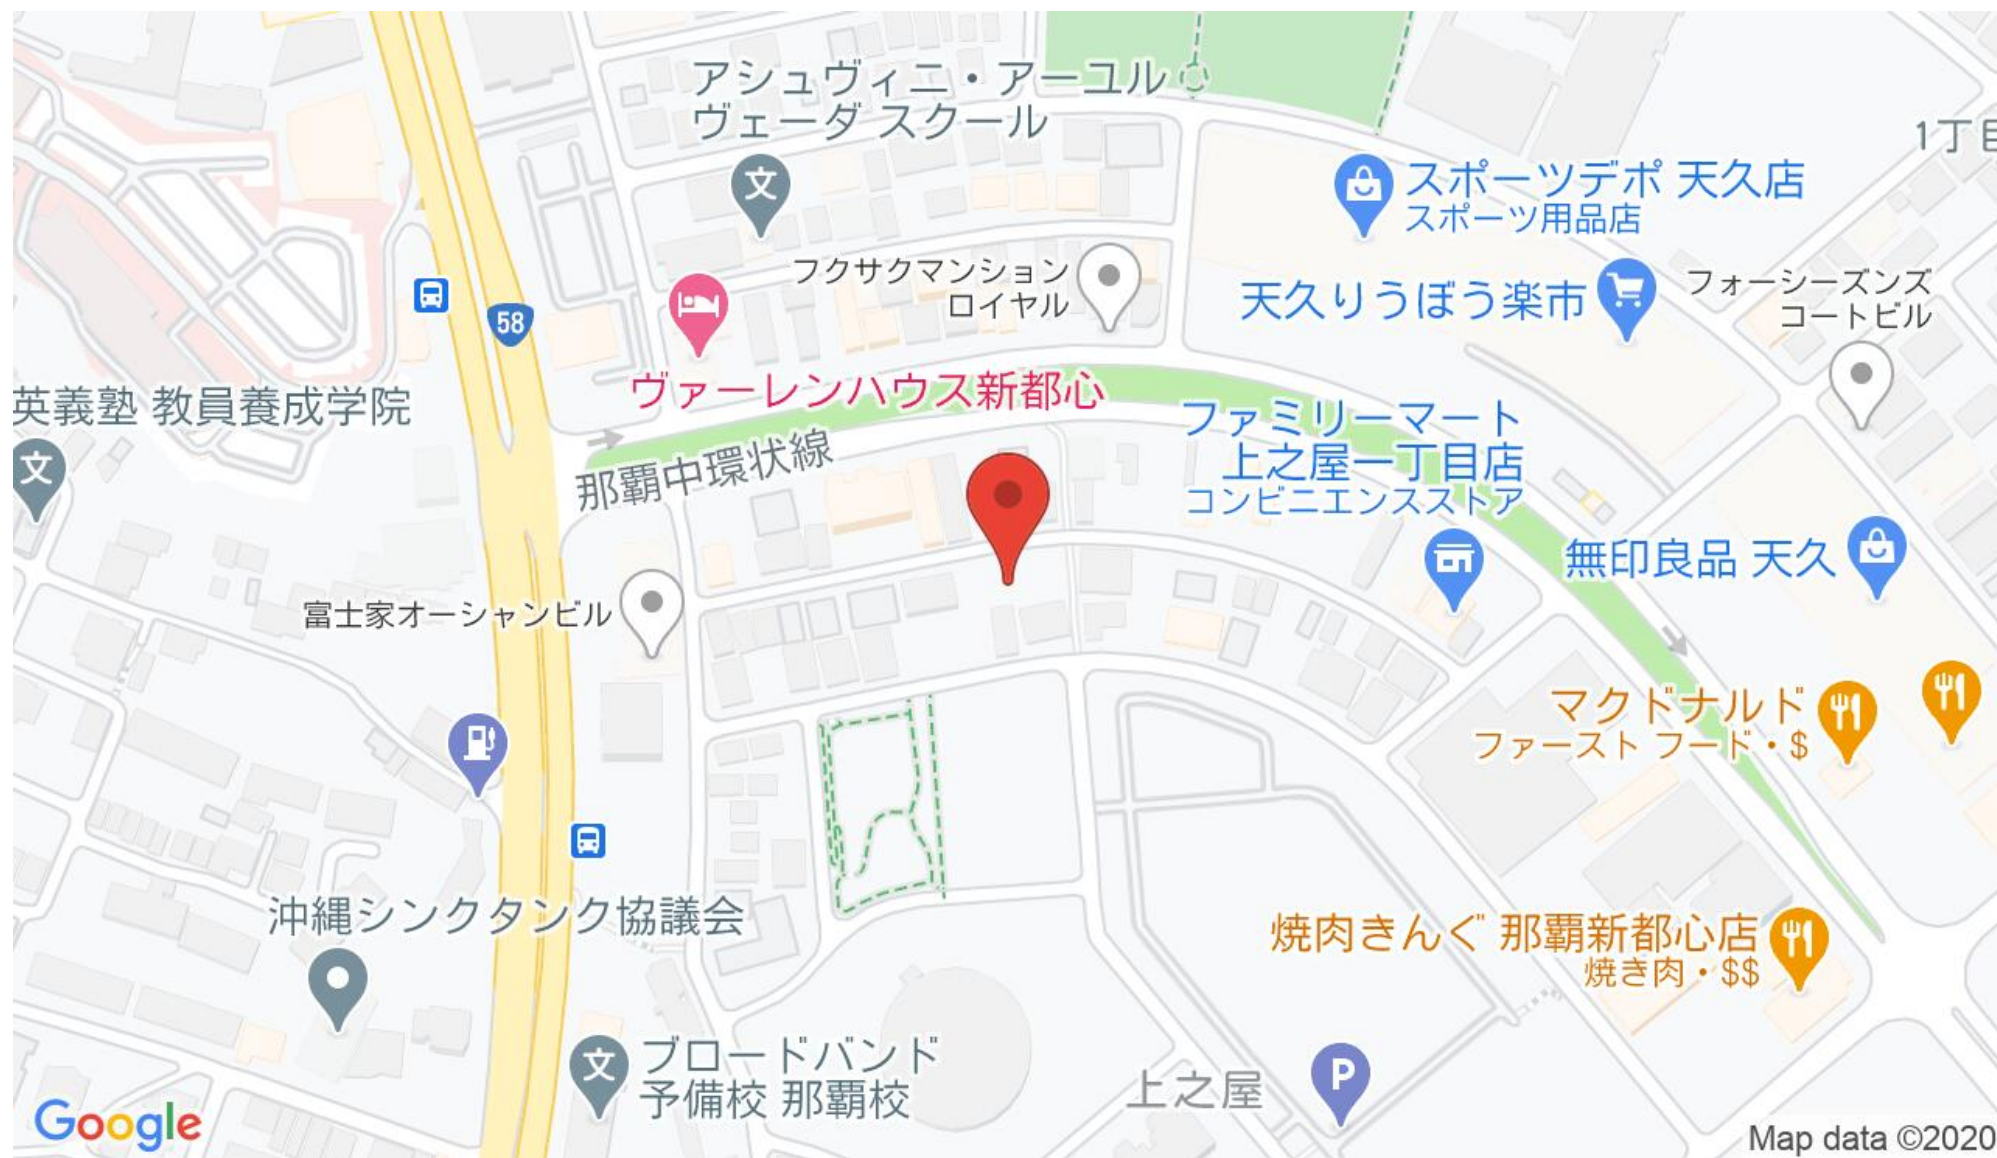 アシュヴィニ・アーユル
ヴェーダ スクール
文
1丁目
スポーツデポ 天久店
スポーツ用品店
フクサクマンション
ロイヤル
天久りうぼう楽市
フォーシーズンズ
コートビル
58
ヴァーレンハウス新都心
英義塾 教員養成学院
文
那覇中環状線
ファミリーマート
上之屋一丁目店
コンビニエンスストア
無印良品 天久
富士家オーシャンビル
マクドナルド
ファースト フード・$
沖縄シンクタンク協議会
焼肉きんぐ 那覇新都心店
焼き肉・$$
文
ブロードバンド
予備校 那覇校
上之屋
P
Google
Map data ©2020